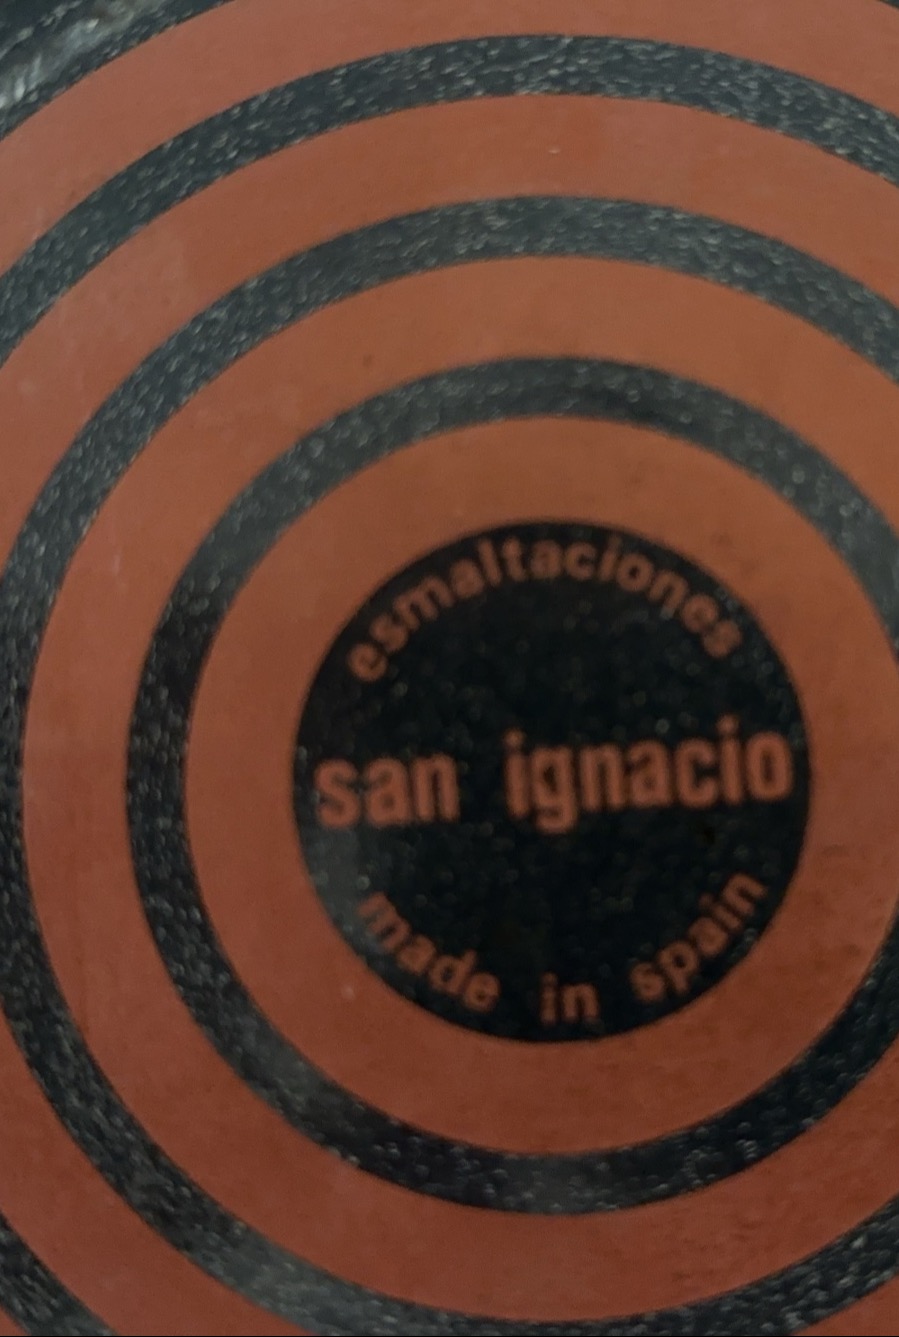 esmaltaciones
san ignacio
made in spain